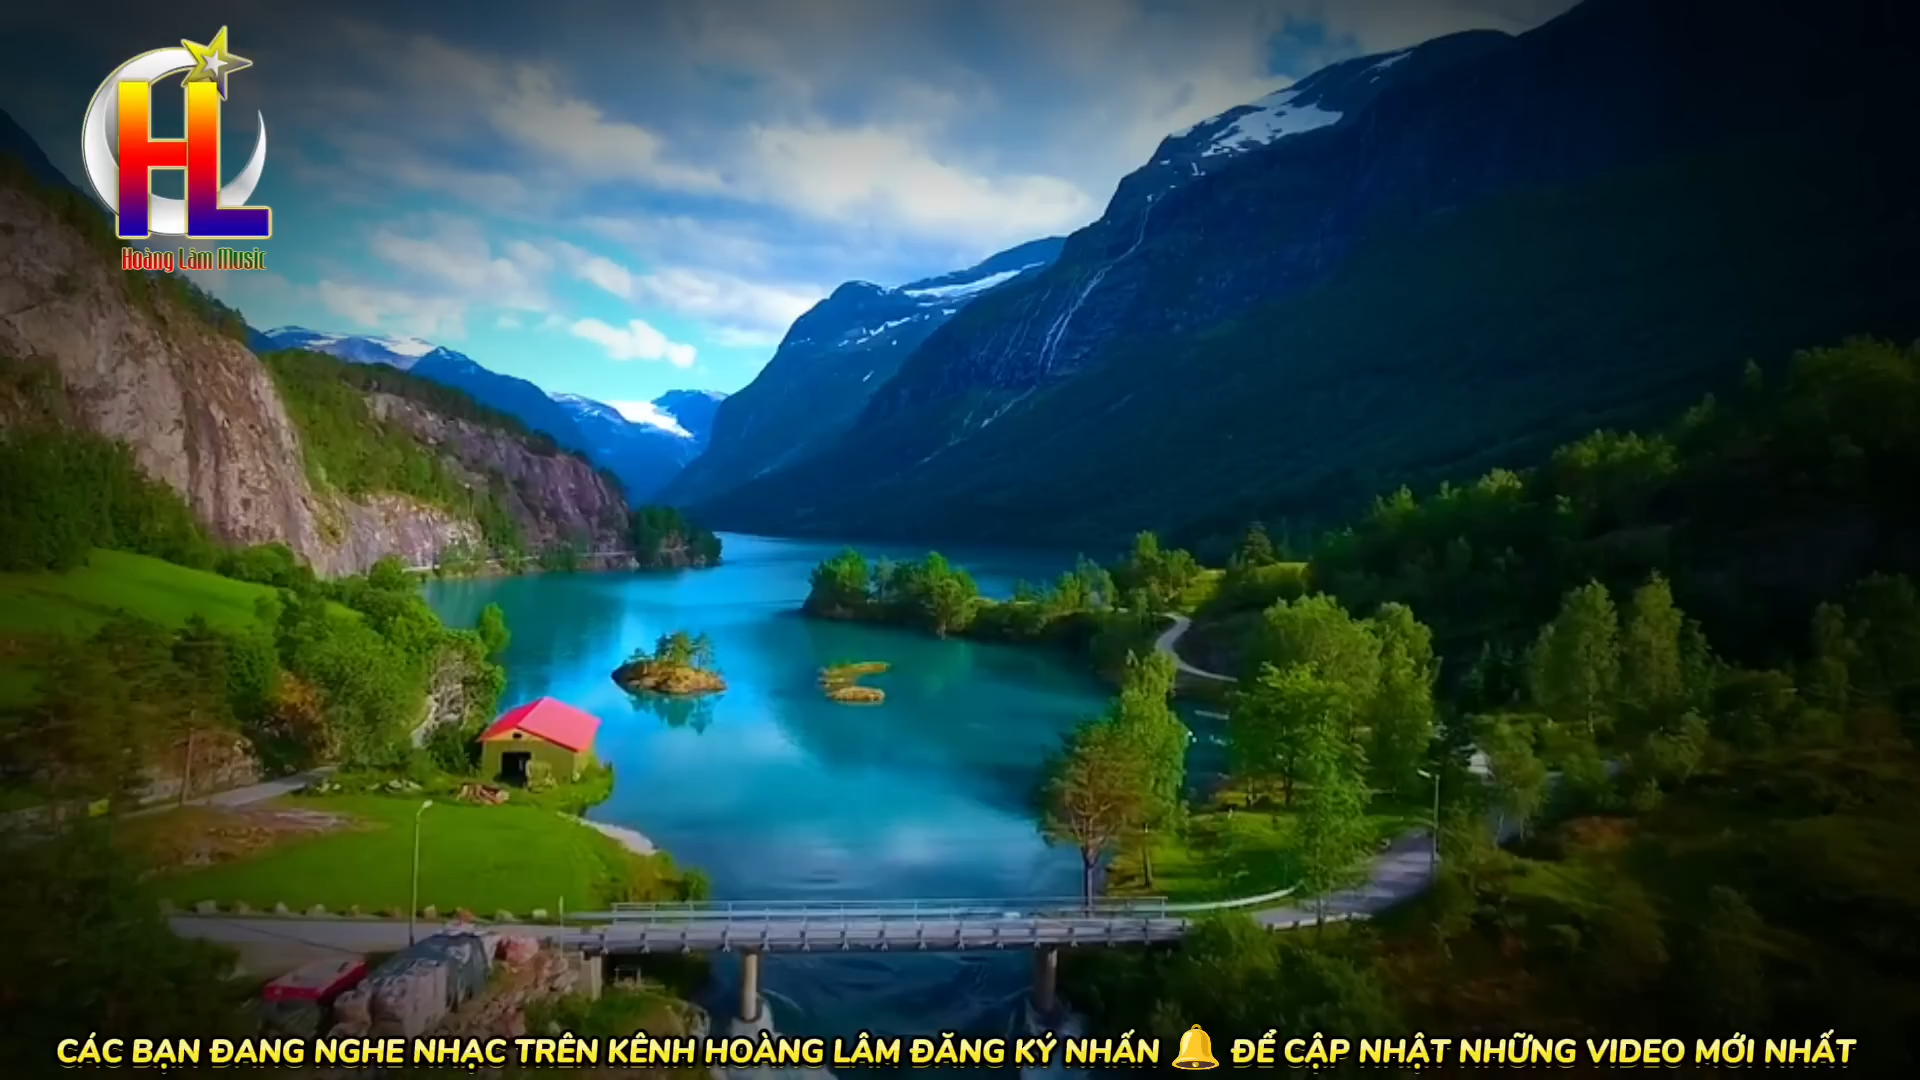 HL
Hoàng Lâm Music
CÁC BẠN ĐANG NGHE NHẠC TRÊN KÊNH HOÀNG LÂM ĐĂNG KÝ NHẤN 🔔 ĐỂ CẬP NHẬT NHỮNG VIDEO MỚI NHẤT